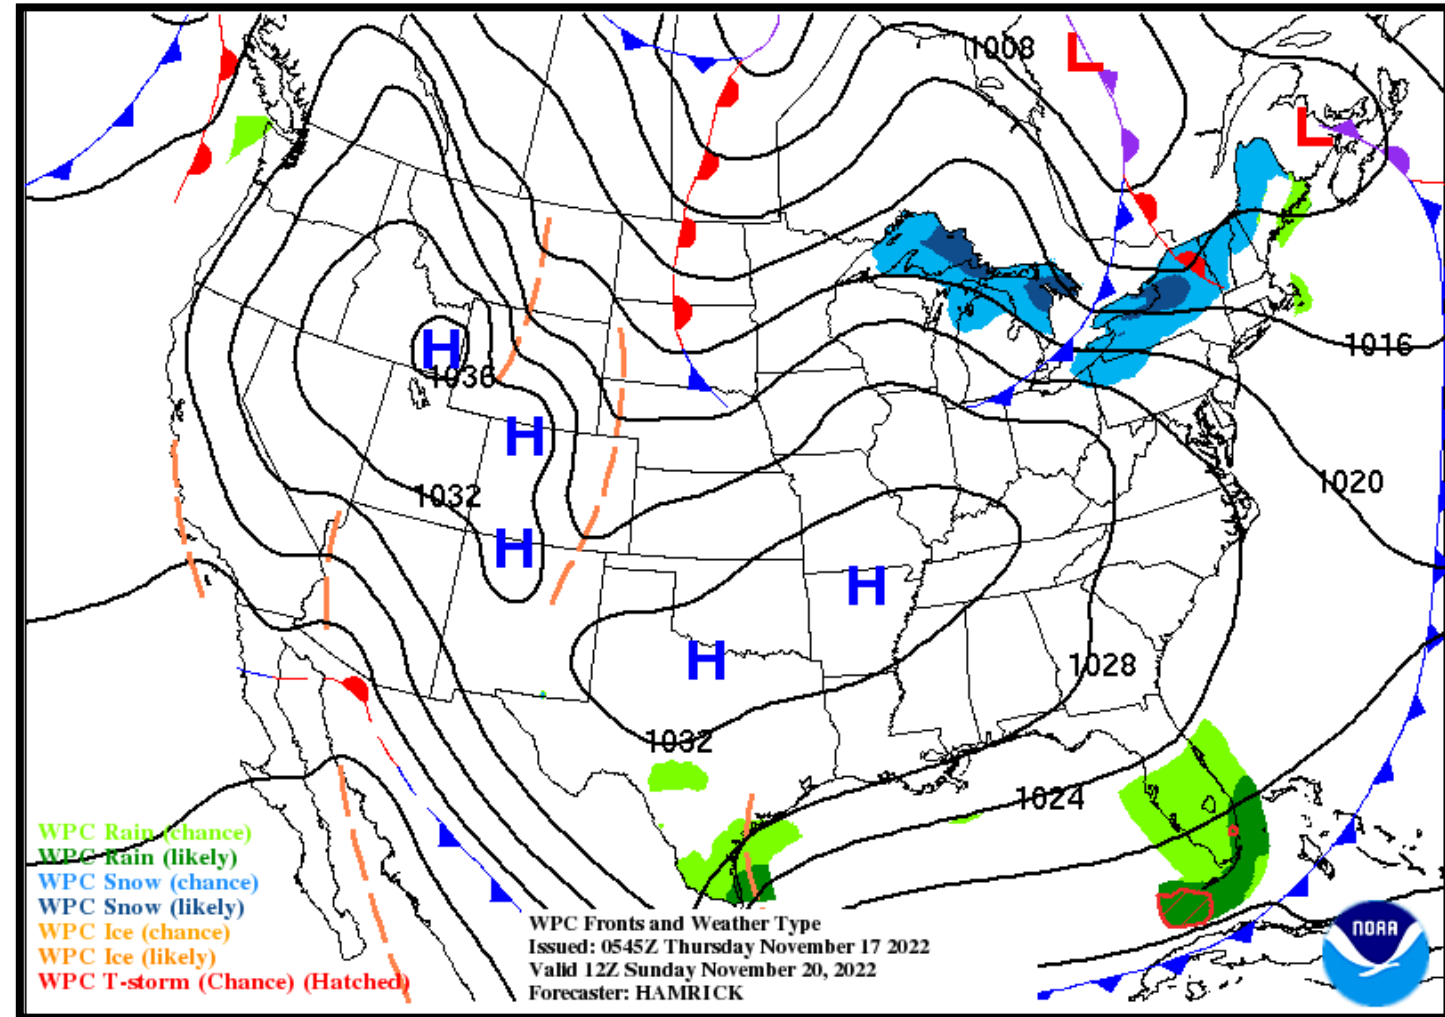 1008
L
L
1016
H
1036
H
1032
1020
H
H
H
1028
1032
1024
WPC Rain (chance)
WPC Rain (likely)
WPC Snow (chance)
WPC Snow (likely)
WPC Ice (chance)
WPC Ice (likely)
WPC T-storm (Chance) (Hatched)
WPC Fronts and Weather Type
Issued: 0545Z Thursday November 17 2022
Valid 12Z Sunday November 20, 2022
Forecaster: HAMRICK
NOAA